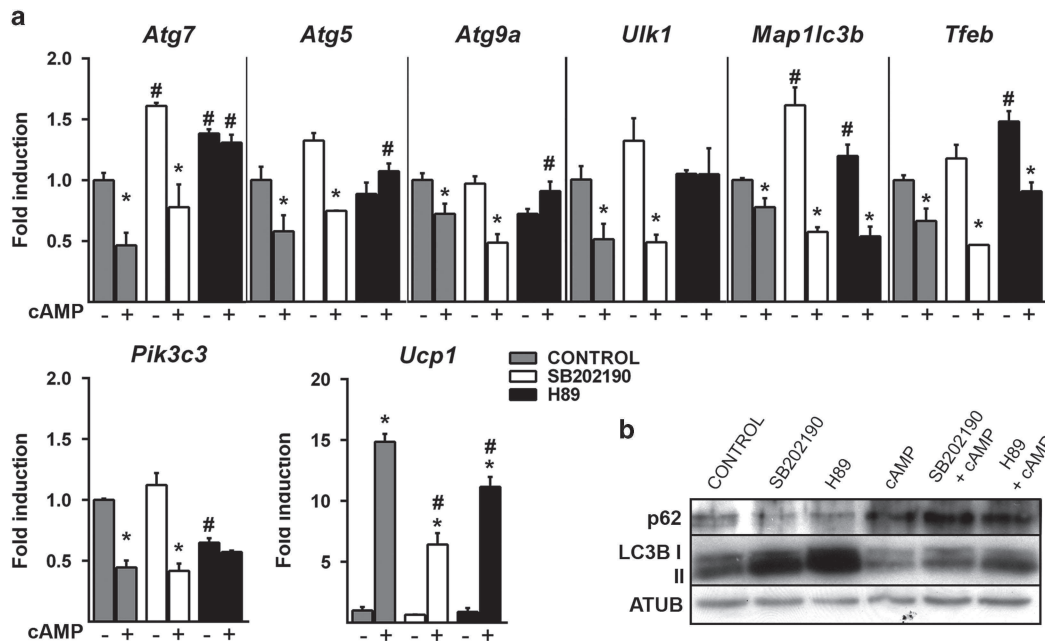 a
Atg7 Atg5 Atg9a Ulk1 Map1lc3b Tfeb
Fold induction
2.0
1.5
1.0
0.5
# * # * # #
* * #
* * #
* *
* # * # *
* * # *
cAMP - + - + - + - + - + - + - + - + - + - + - + - + - + - + - + - + - + - +
Pik3c3
Fold induction
2.0
1.5
1.0
0.5
* * #
cAMP - + - + - +
Ucp1
Fold induction
20
15
10
5
* # * # *
- + - + - +
CONTROL
SB202190
H89
b
CONTROL
SB202190
H89
cAMP
SB202190 + cAMP
H89 + cAMP
p62
LC3B I
II
ATUB